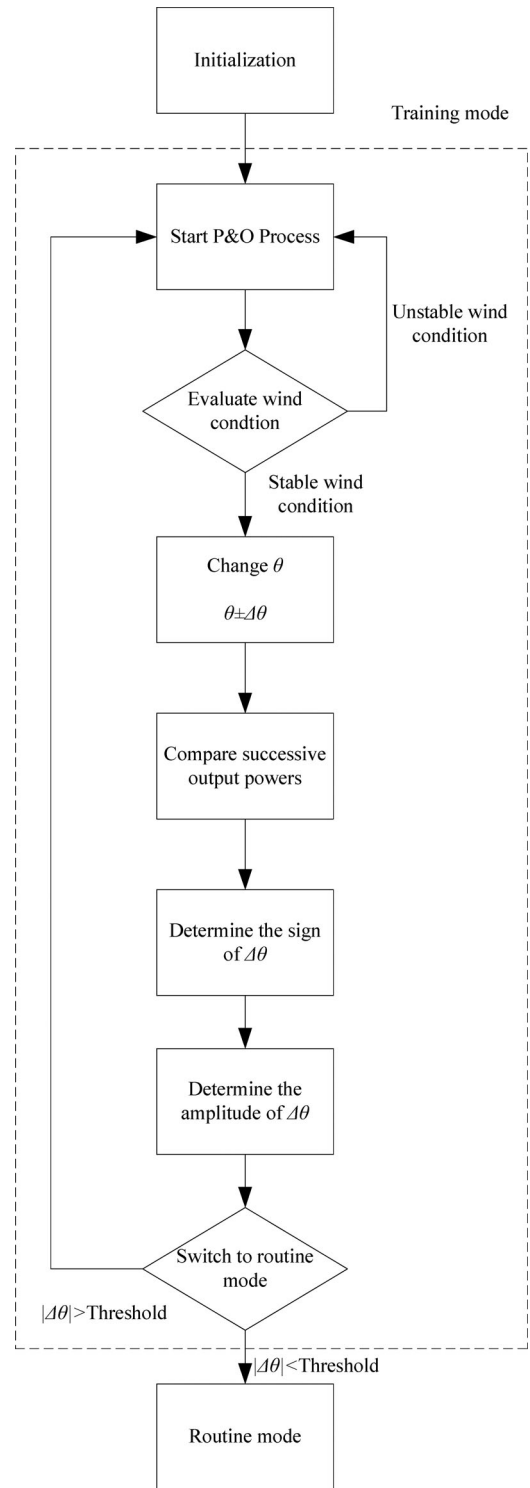 Initialization
Training mode
Start P&O Process
Unstable wind
condition
Evaluate wind
condtion
Stable wind
condition
Change θ
θ±Δθ
Compare successive
output powers
Determine the sign
of Δθ
Determine the
amplitude of Δθ
Switch to routine
mode
|Δθ|>Threshold
|Δθ|<Threshold
Routine mode